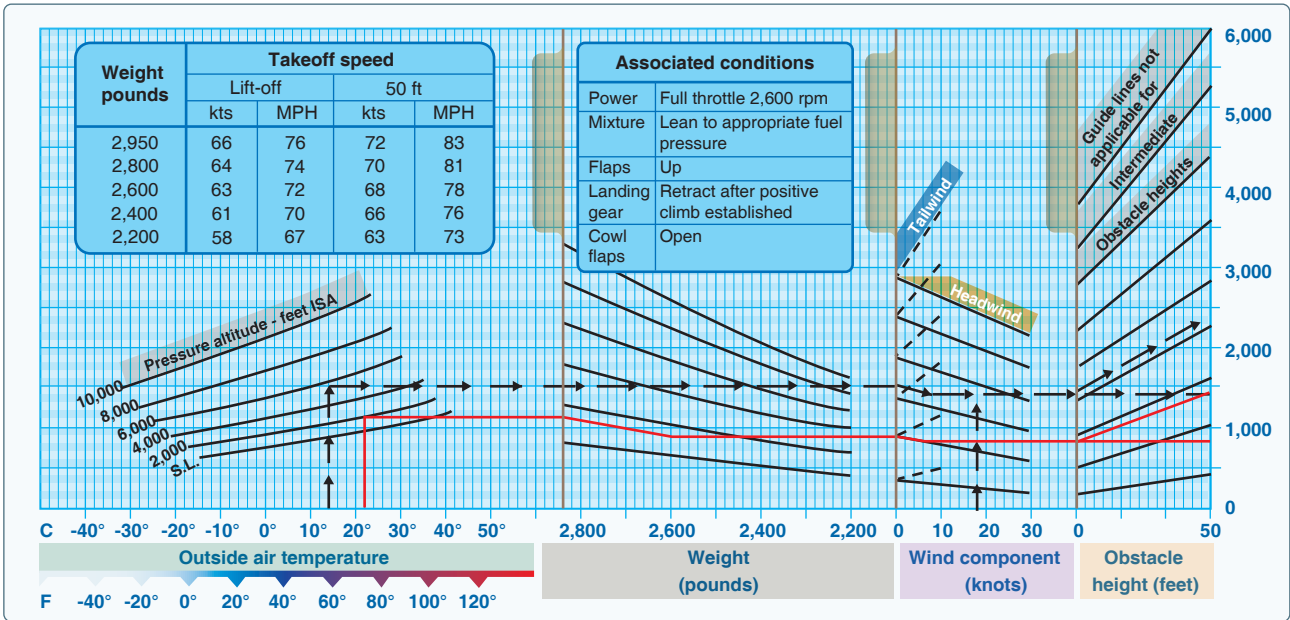 Weight pounds
Takeoff speed
Lift-off 50 ft
kts MPH kts MPH
2,950 66 76 72 83
2,800 64 74 70 81
2,600 63 72 68 78
2,400 61 70 66 76
2,200 58 67 63 73
Associated conditions
Power Full throttle 2,600 rpm
Mixture Lean to appropriate fuel
pressure
Flaps Up
Landing gear Retract after positive
climb established
Cowl flaps Open
Pressure altitude - feet ISA
10,000
8,000
6,000
4,000
2,000
S.L.
Tailwind
Headwind
Guide lines not
applicable for
Intermediate
Obstacle heights
6,000
5,000
4,000
3,000
2,000
1,000
0
C -40° -30° -20° -10° 0° 10° 20° 30° 40° 50° 2,800 2,600 2,400 2,200 0 10 20 30 0 50
Outside air temperature
F -40° -20° 0° 20° 40° 60° 80° 100° 120°
Weight
(pounds)
Wind component
(knots)
Obstacle
height (feet)